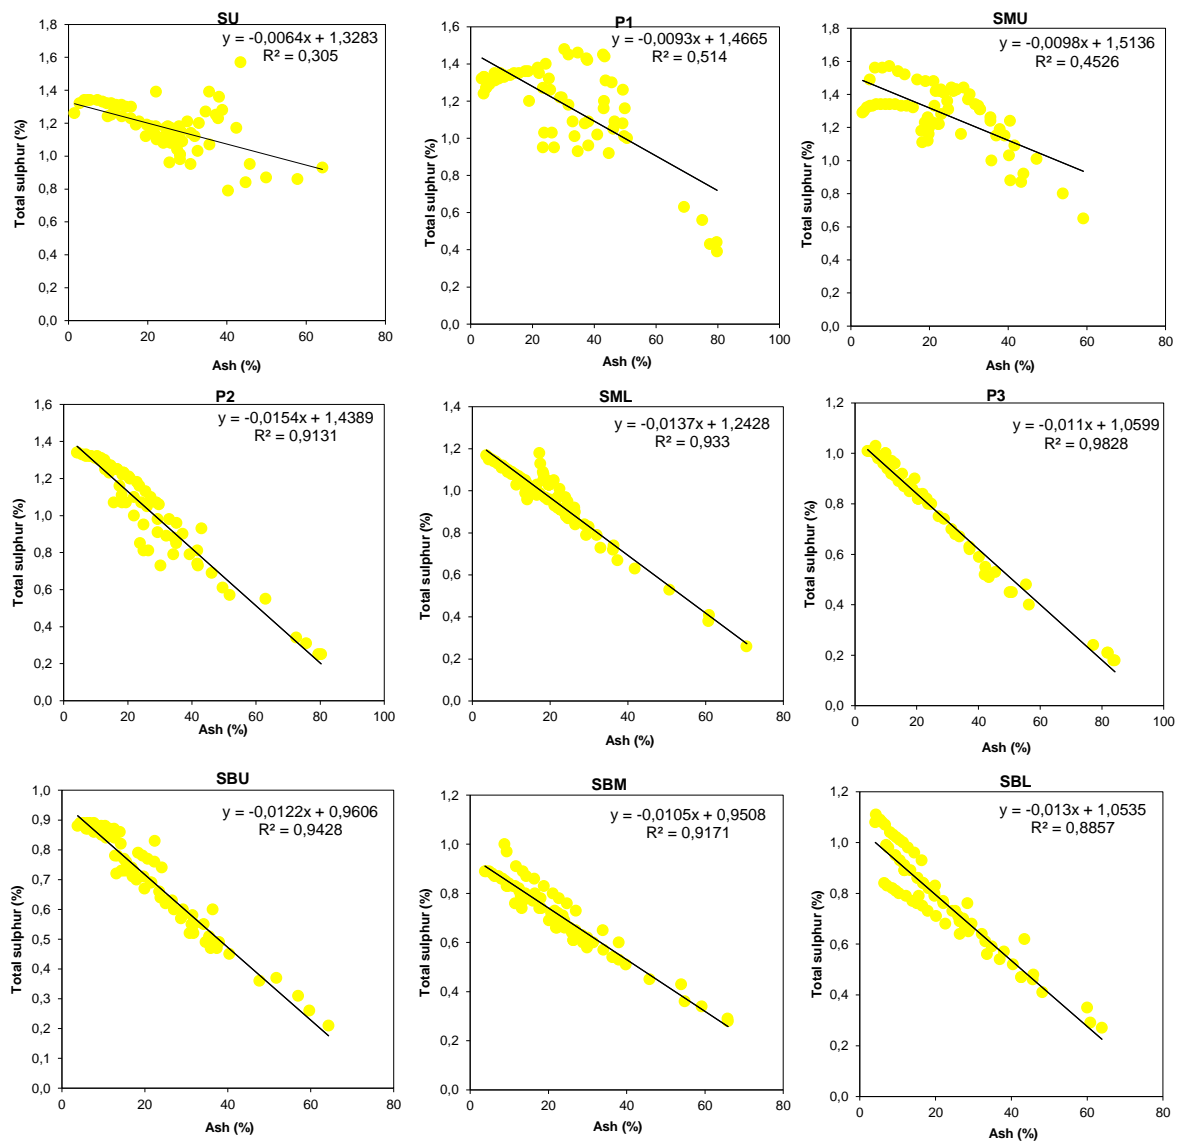 SU
y = -0,0064x + 1,3283
R² = 0,305
1,8
1,6
1,4
1,2
1,0
0,8
0,6
0,4
0,2
0,0
0 20 40 60 80
Total sulphur (%)
Ash (%)
P1
y = -0,0093x + 1,4665
R² = 0,514
1,6
1,4
1,2
1,0
0,8
0,6
0,4
0,2
0,0
0 20 40 60 80 100
Total sulphur (%)
Ash (%)
SMU
y = -0,0098x + 1,5136
R² = 0,4526
1,8
1,6
1,4
1,2
1,0
0,8
0,6
0,4
0,2
0,0
0 20 40 60 80
Total sulphur (%)
Ash (%)
P2
y = -0,0154x + 1,4389
R² = 0,9131
1,6
1,4
1,2
1,0
0,8
0,6
0,4
0,2
0,0
0 20 40 60 80 100
Total sulphur (%)
Ash (%)
SML
y = -0,0137x + 1,2428
R² = 0,933
1,4
1,2
1,0
0,8
0,6
0,4
0,2
0,0
0 20 40 60 80
Total sulphur (%)
Ash (%)
P3
y = -0,011x + 1,0599
R² = 0,9828
1,2
1,0
0,8
0,6
0,4
0,2
0,0
0 20 40 60 80 100
Total sulphur (%)
Ash (%)
SBU
y = -0,0122x + 0,9606
R² = 0,9428
1,0
0,9
0,8
0,7
0,6
0,5
0,4
0,3
0,2
0,1
0,0
0 20 40 60 80
Total sulphur (%)
Ash (%)
SBM
y = -0,0105x + 0,9508
R² = 0,9171
1,2
1,0
0,8
0,6
0,4
0,2
0,0
0 20 40 60 80
Total sulphur (%)
Ash (%)
SBL
y = -0,013x + 1,0535
R² = 0,8857
1,2
1,0
0,8
0,6
0,4
0,2
0,0
0 20 40 60 80
Total sulphur (%)
Ash (%)